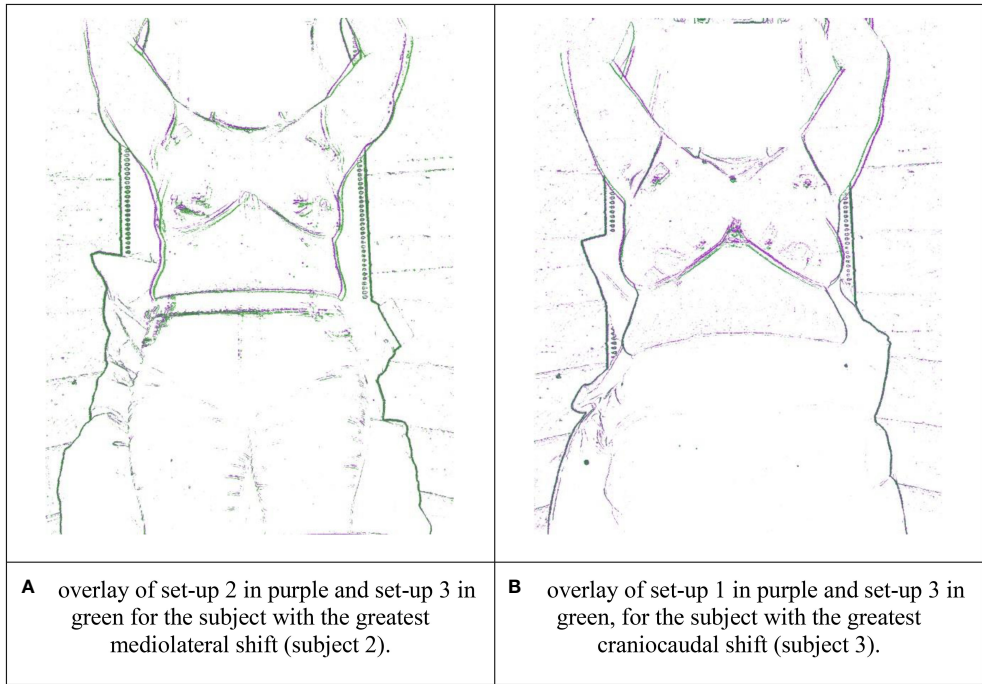 A overlay of set-up 2 in purple and set-up 3 in
green for the subject with the greatest
mediolateral shift (subject 2).
B overlay of set-up 1 in purple and set-up 3 in
green, for the subject with the greatest
craniocaudal shift (subject 3).